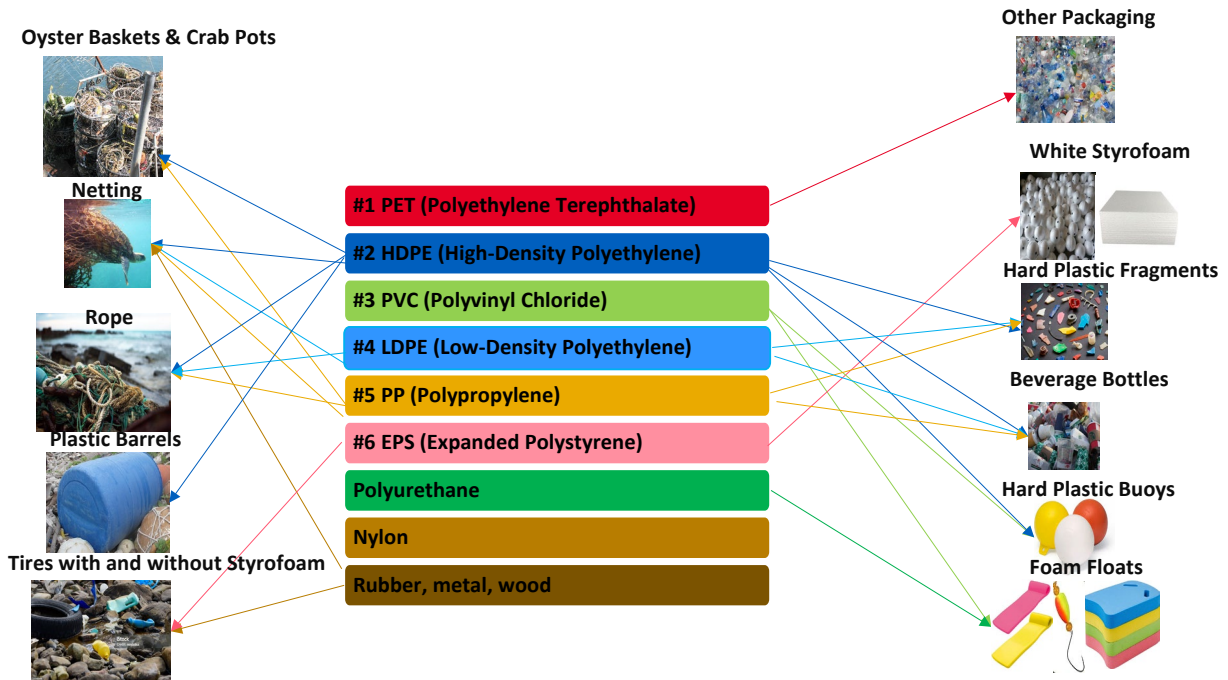 Oyster Baskets & Crab Pots
Netting
Rope
Plastic Barrels
Tires with and without Styrofoam
#1 PET (Polyethylene Terephthalate)
#2 HDPE (High-Density Polyethylene)
#3 PVC (Polyvinyl Chloride)
#4 LDPE (Low-Density Polyethylene)
#5 PP (Polypropylene)
#6 EPS (Expanded Polystyrene)
Polyurethane
Nylon
Rubber, metal, wood
Other Packaging
White Styrofoam
Hard Plastic Fragments
Beverage Bottles
Hard Plastic Buoys
Foam Floats